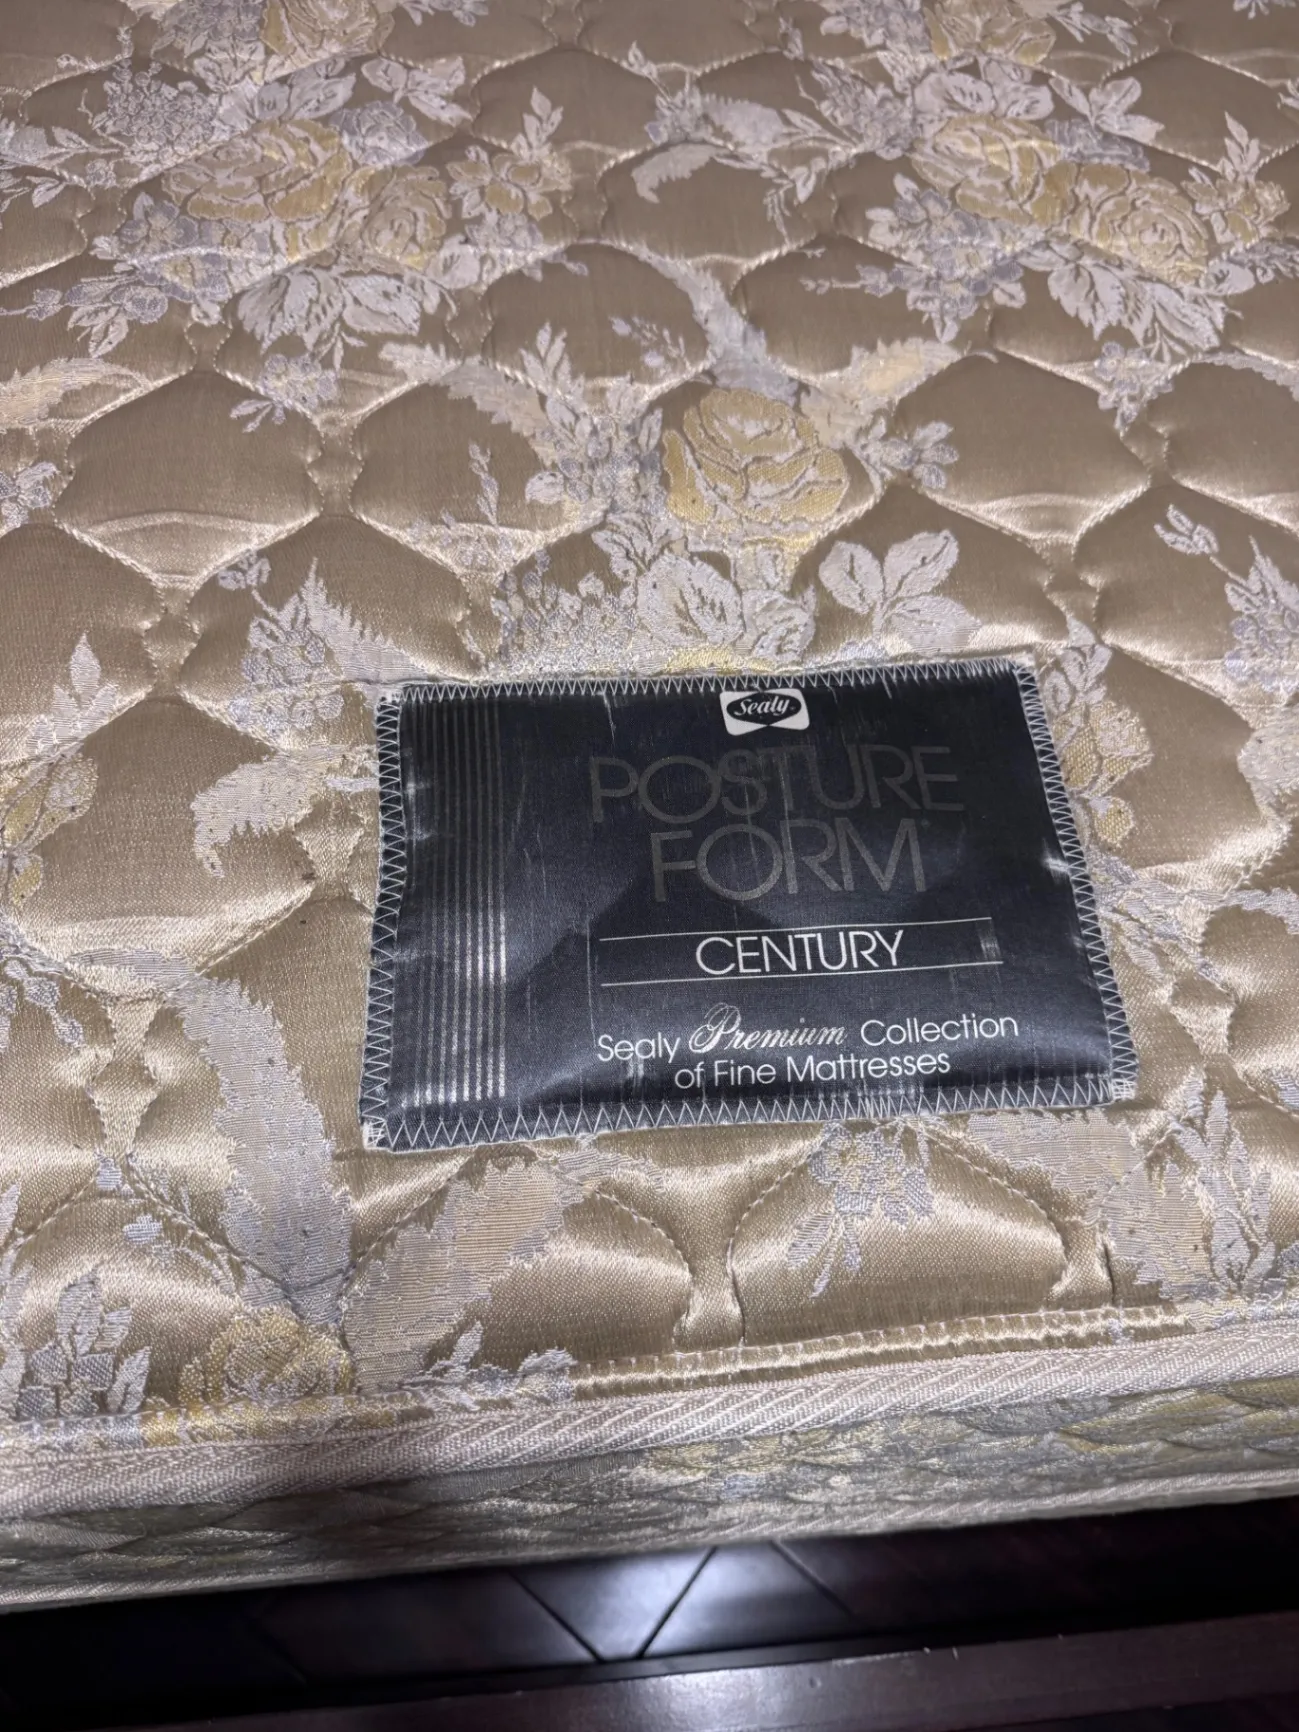 Sealy
POSTURE
FORM
CENTURY
Sealy Premium Collection
of Fine Mattresses